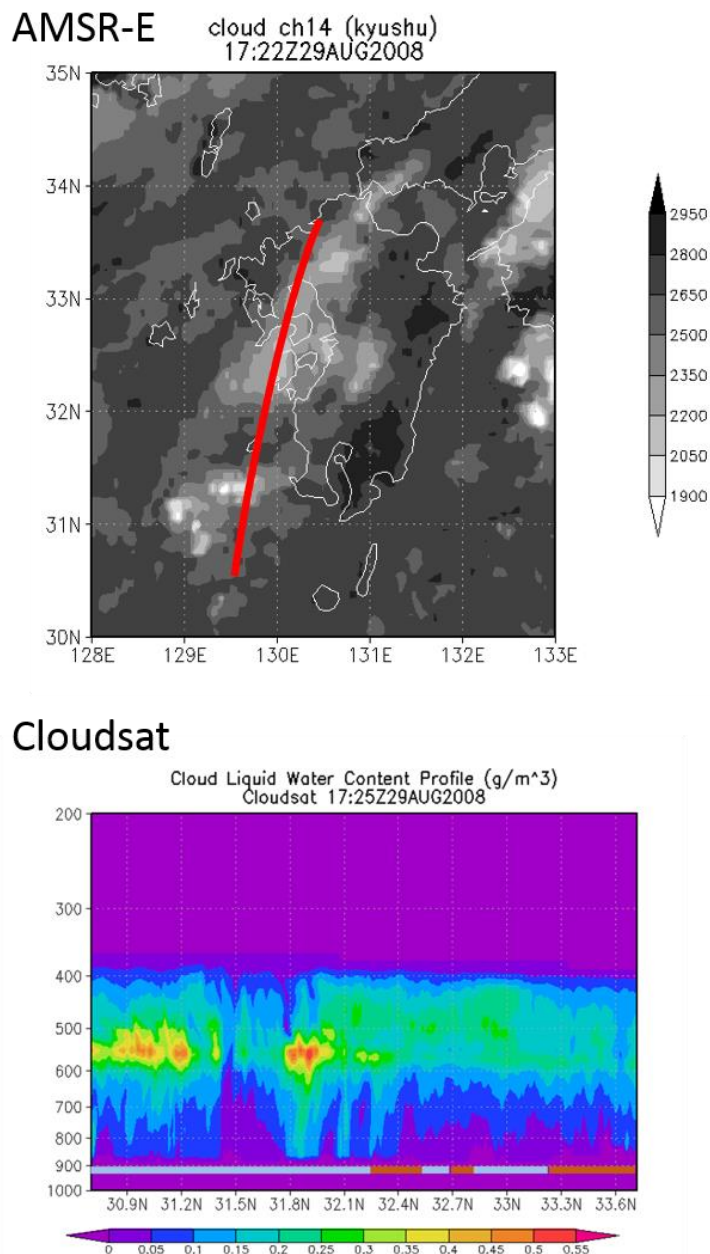 AMSR-E
cloud ch14 (kyushu)
17:22Z29AUG2008
35N
34N
33N
32N
31N
30N
128E 129E 130E 131E 132E 133E
2950
2800
2650
2500
2350
2200
2050
1900
Cloudsat
Cloud Liquid Water Content Profile (g/m^3)
Cloudsat 17:25Z29AUG2008
200
300
400
500
600
700
800
900
1000
30.9N 31.2N 31.5N 31.8N 32.1N 32.4N 32.7N 33N 33.3N 33.6N
0 0.05 0.1 0.15 0.2 0.25 0.3 0.35 0.4 0.45 0.5 0.55